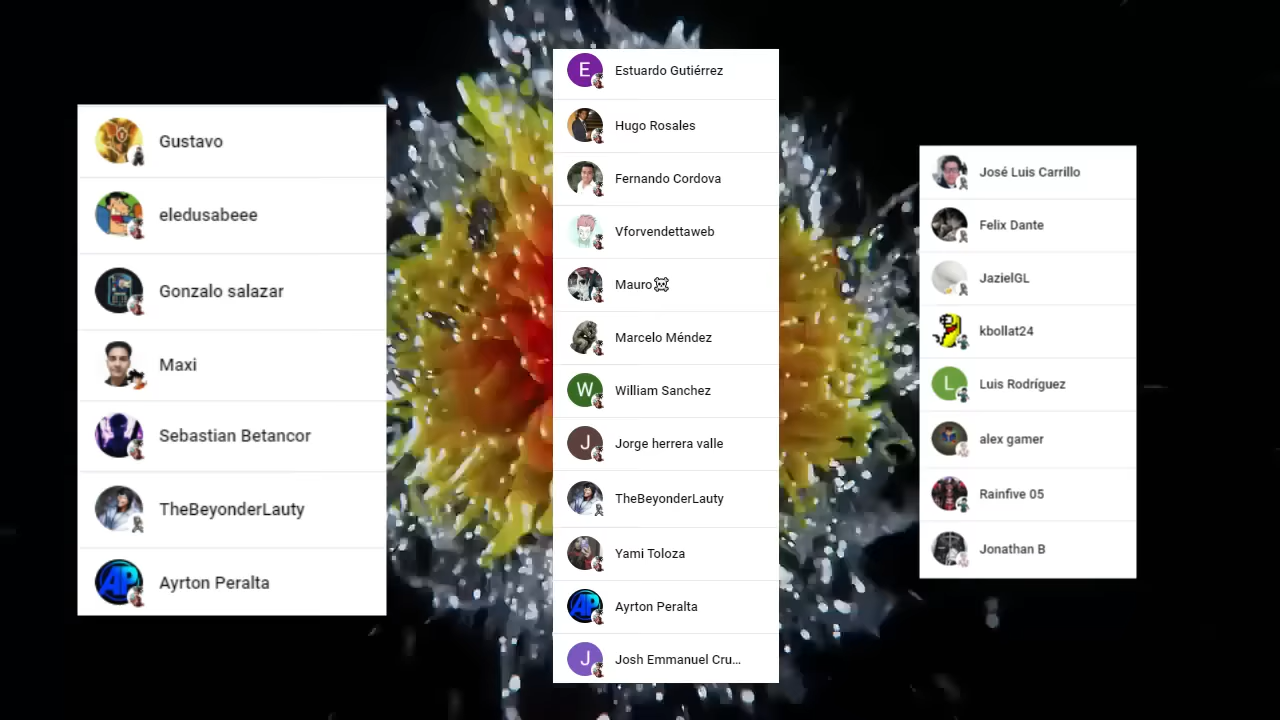 Gustavo
eledusabeee
Gonzalo salazar
Maxi
Sebastian Betancor
TheBeyonderLauty
AP Ayrton Peralta
E Estuardo Gutiérrez
Hugo Rosales
Fernando Cordova
Vforvendettaweb
Mauro☠
Marcelo Méndez
W William Sanchez
J Jorge herrera valle
TheBeyonderLauty
Yami Toloza
AP Ayrton Peralta
J Josh Emmanuel Cru...
José Luis Carrillo
Felix Dante
JazielGL
kbollat24
L Luis Rodríguez
alex gamer
Rainfive 05
Jonathan B